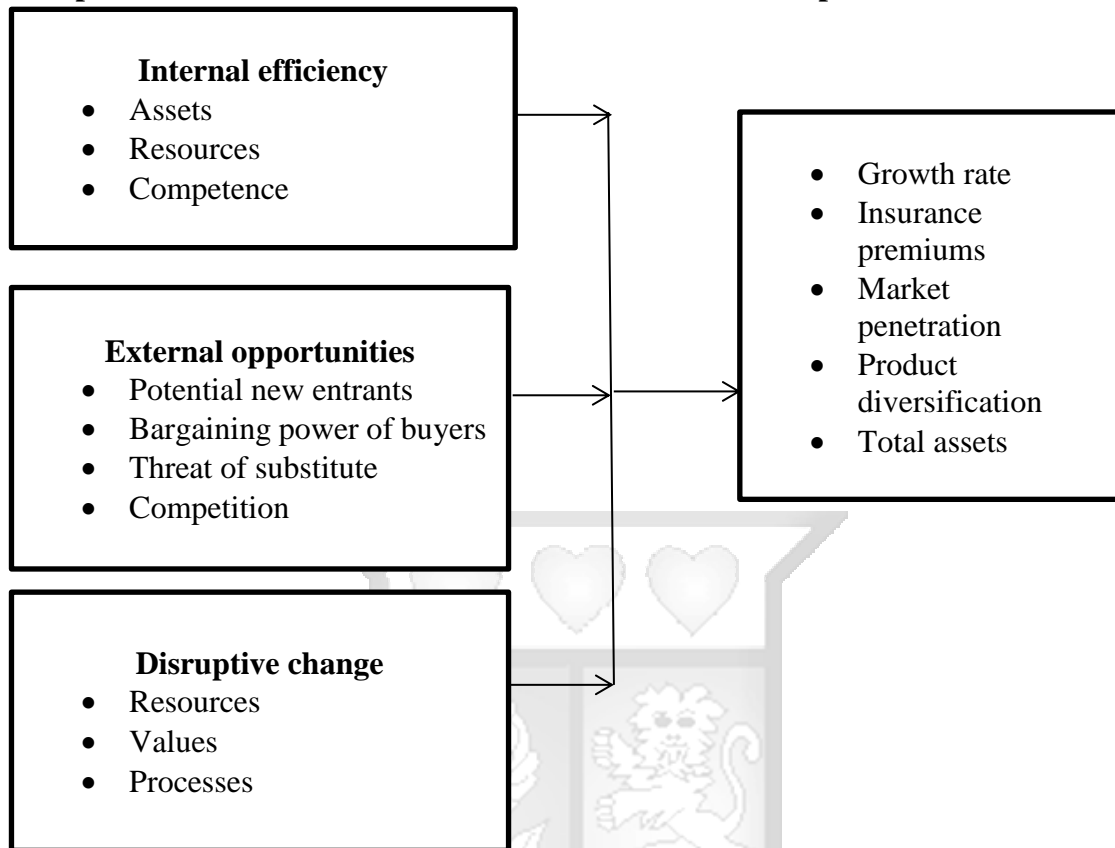 Internal efficiency
• Assets
• Resources
• Competence
External opportunities
• Potential new entrants
• Bargaining power of buyers
• Threat of substitute
• Competition
Disruptive change
• Resources
• Values
• Processes
• Growth rate
• Insurance
premiums
• Market
penetration
• Product
diversification
• Total assets